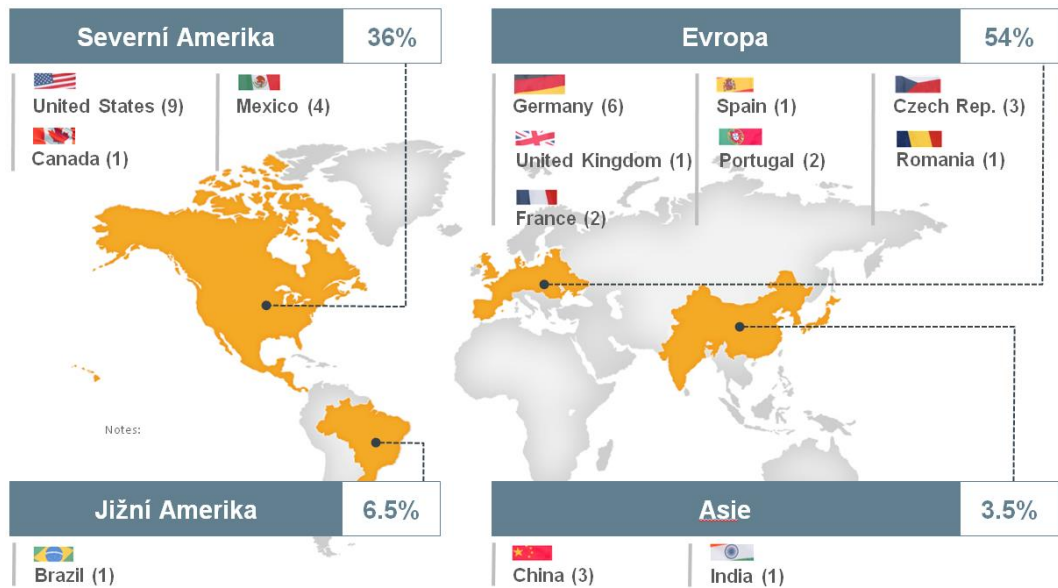 Severní Amerika 36%
United States (9)
Mexico (4)
Canada (1)
Evropa 54%
Germany (6)
Spain (1)
Czech Rep. (3)
United Kingdom (1)
Portugal (2)
Romania (1)
France (2)
Notes:
Jižní Amerika 6.5%
Brazil (1)
Asie 3.5%
China (3)
India (1)